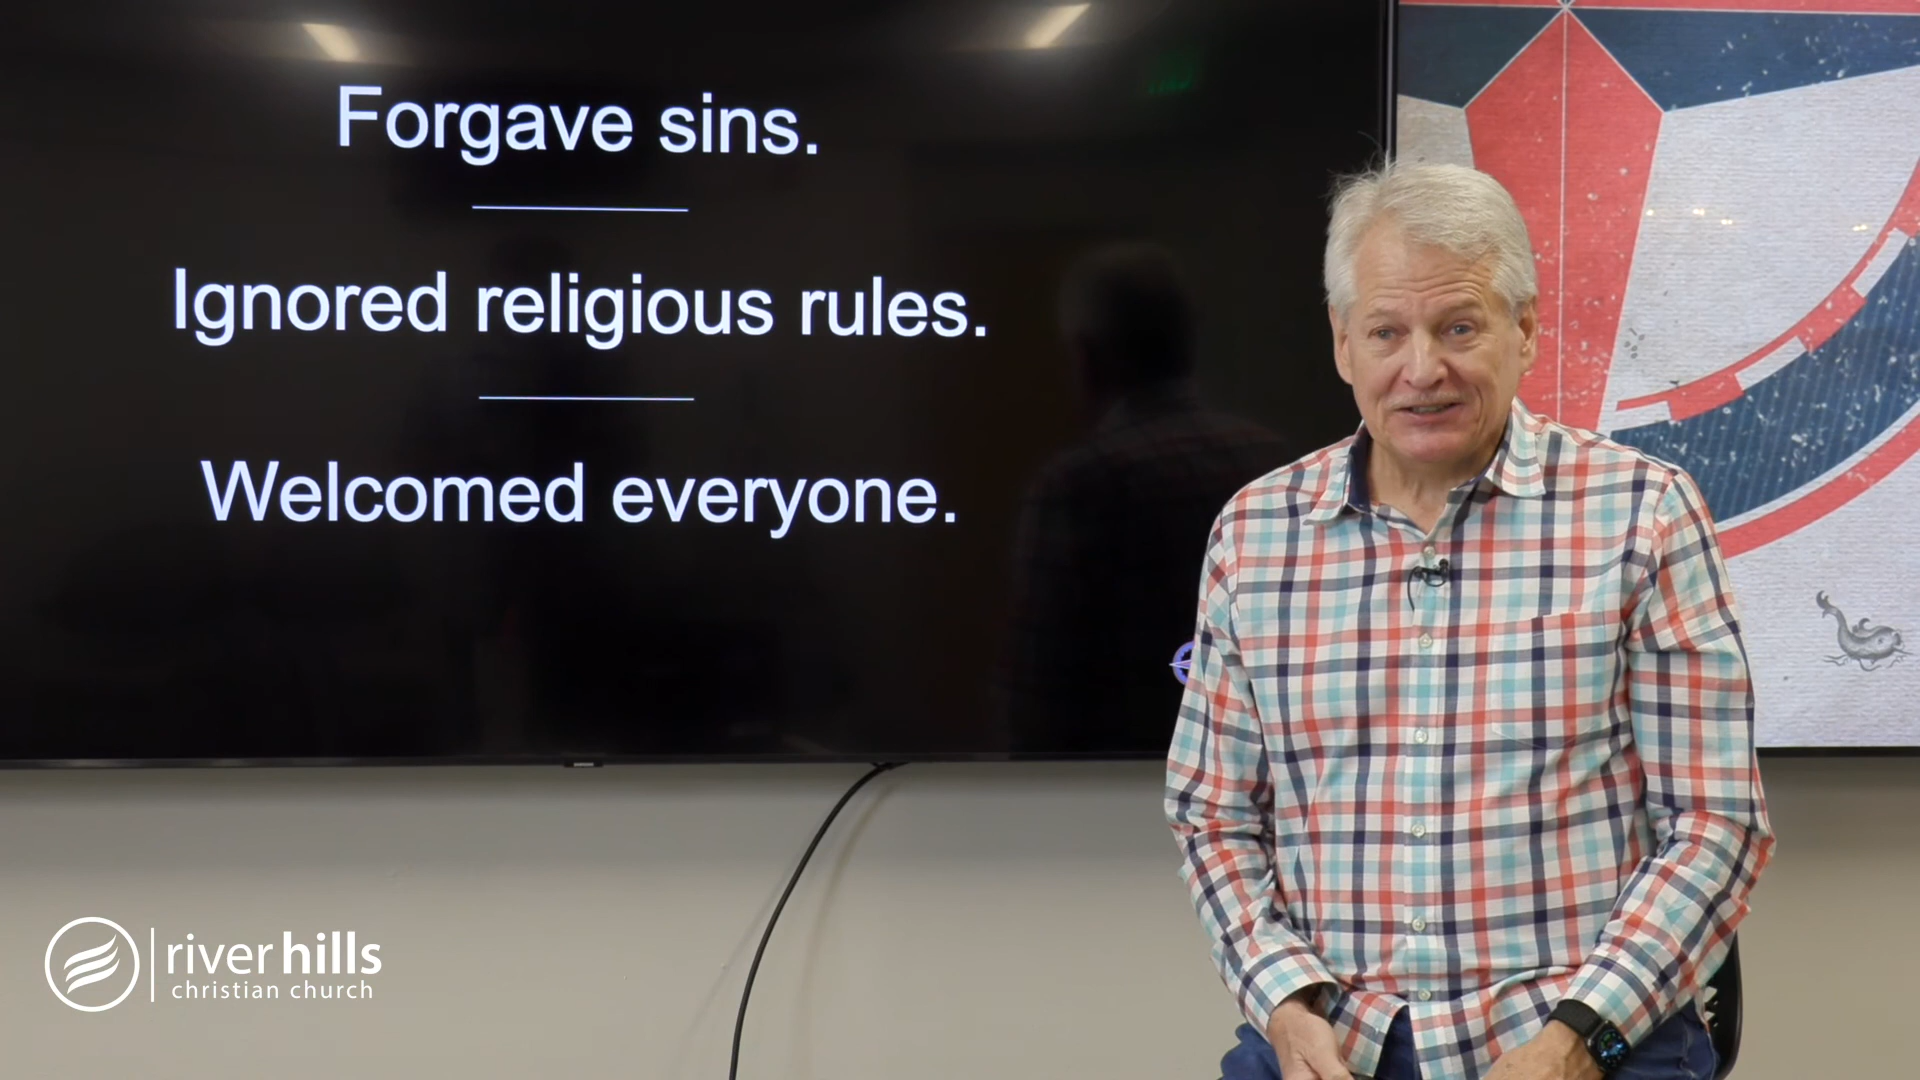 Forgave sins.
Ignored religious rules.
Welcomed everyone.
river hills
christian church